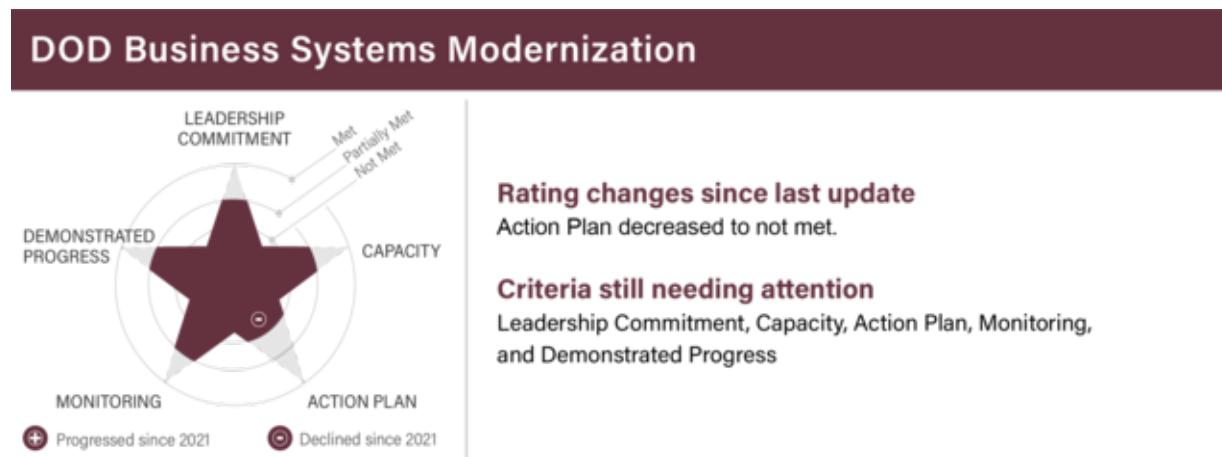 DOD Business Systems Modernization
LEADERSHIP
COMMITMENT
Met
Partially Met
Not Met
DEMONSTRATED
PROGRESS
CAPACITY
MONITORING
ACTION PLAN
Progressed since 2021
Declined since 2021
Rating changes since last update
Action Plan decreased to not met.
Criteria still needing attention
Leadership Commitment, Capacity, Action Plan, Monitoring,
and Demonstrated Progress